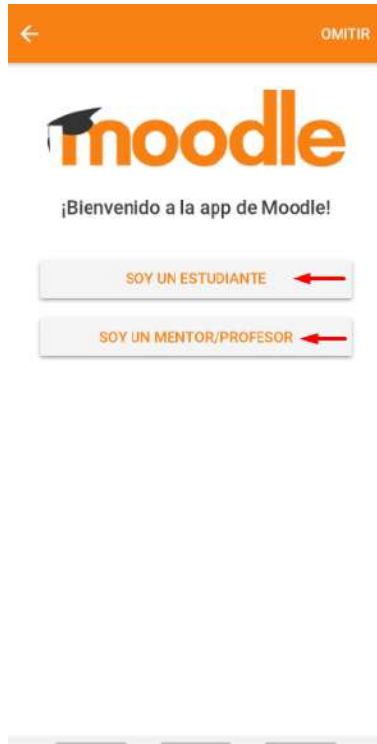 OMITIR
moodle
¡Bienvenido a la app de Moodle!
SOY UN ESTUDIANTE
SOY UN MENTOR/PROFESOR